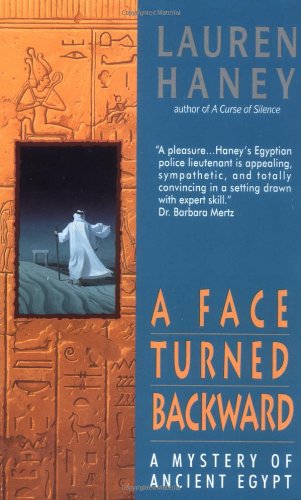 LAUREN
HANEY
author of A Curse of Silence
"A pleasure...Haney's Egyptian
police lieutenant is appealing,
sympathetic, and totally
convincing in a setting drawn
with expert skill."
Dr. Barbara Mertz
A FACE
TURNED
BACKWARD
A MYSTERY OF
ANCIENT EGYPT